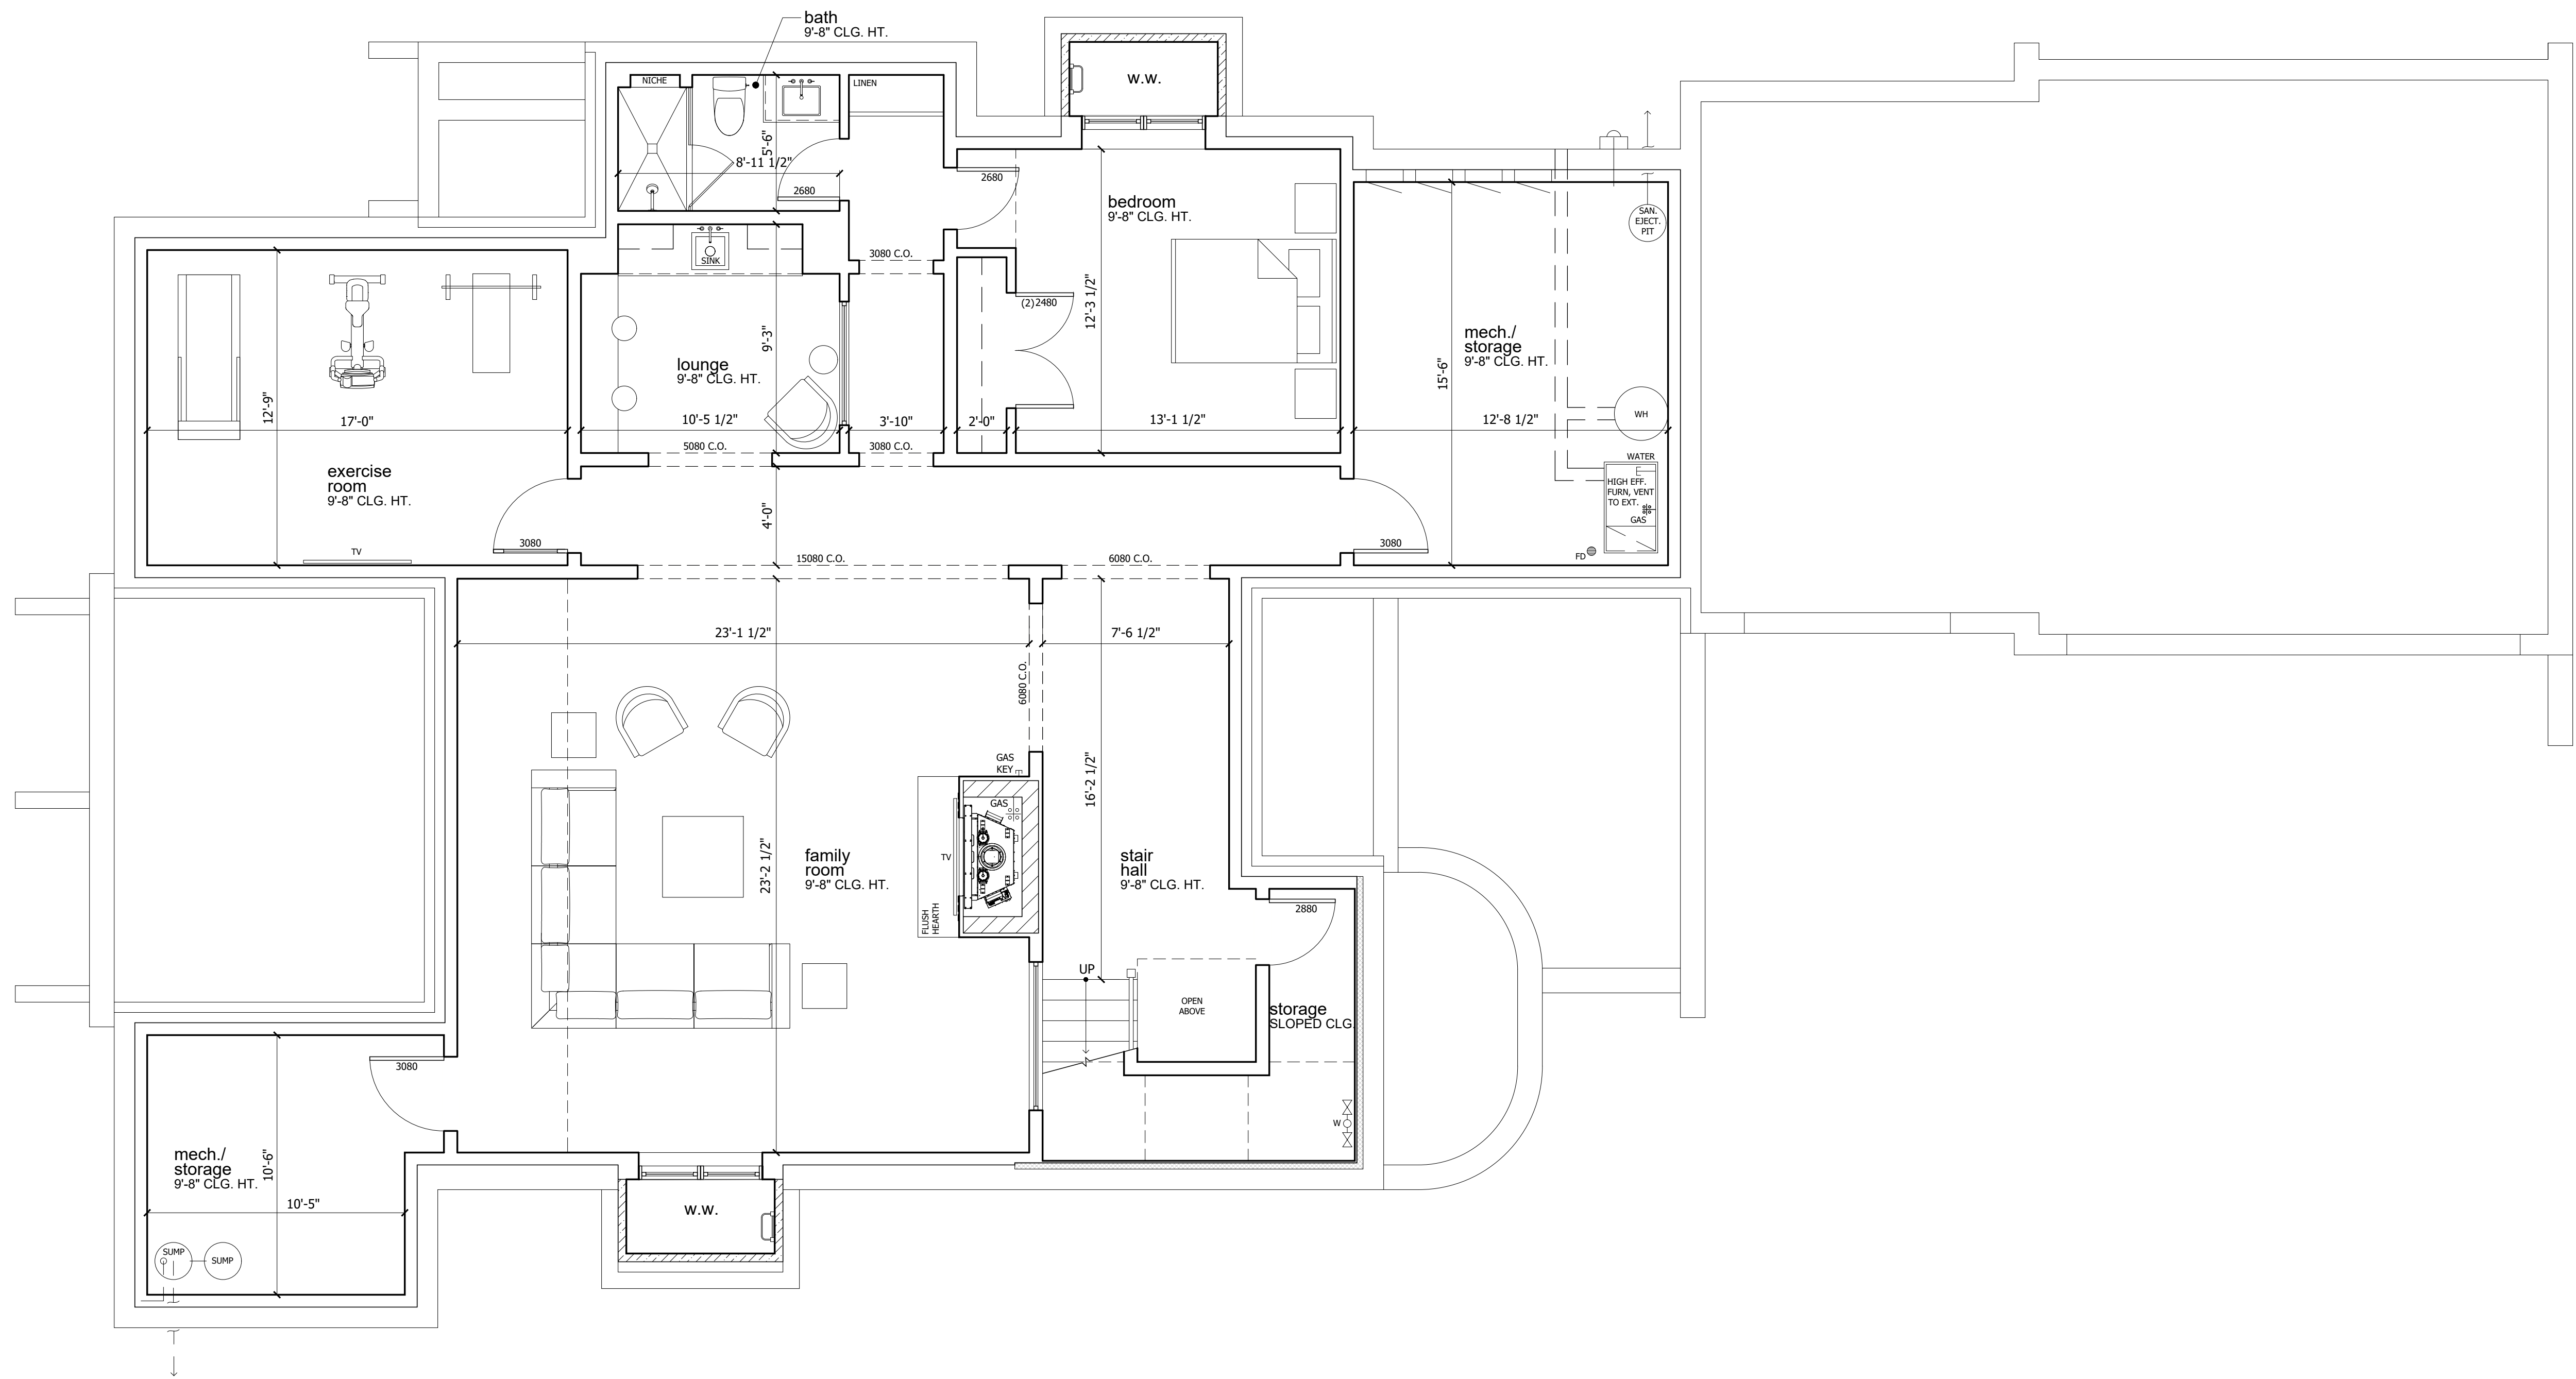 bath
9'-8" CLG. HT.
NICHE
LINEN
w.w.
5'-6"
8'-11 1/2"
2680
2680
bedroom
9'-8" CLG. HT.
SAN.
EJECT.
PIT
SINK
3080 C.O.
(2)2480
12'-3 1/2"
9'-3"
lounge
9'-8" CLG. HT.
mech./
storage
9'-8" CLG. HT.
15'-6"
12'-9"
17'-0"
10'-5 1/2"
3'-10"
2'-0"
13'-1 1/2"
12'-8 1/2"
WH
5080 C.O.
3080 C.O.
WATER
exercise
room
9'-8" CLG. HT.
HIGH EFF.
FURN, VENT
TO EXT.
GAS
4'-0"
3080
3080
TV
15080 C.O.
6080 C.O.
FD
23'-1 1/2"
7'-6 1/2"
6080 C.O.
GAS
KEY
GAS
16'-2 1/2"
TV
23'-2 1/2"
family
room
9'-8" CLG. HT.
stair
hall
9'-8" CLG. HT.
FLUSH
HEARTH
2880
UP
OPEN
ABOVE
storage
SLOPED CLG.
3080
W
mech./
storage
9'-8" CLG. HT.
10'-6"
10'-5"
w.w.
SUMP
SUMP